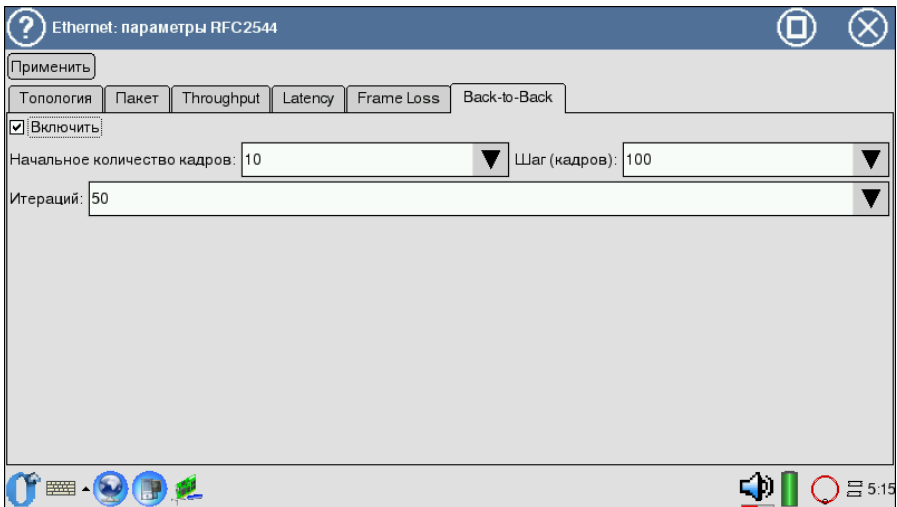 Ethernet: параметры RFC2544
Применить
Топология Пакет Throughput Latency Frame Loss Back-to-Back
Включить
Начальное количество кадров: 10 Шаг (кадров): 100
Итераций: 50
5:15